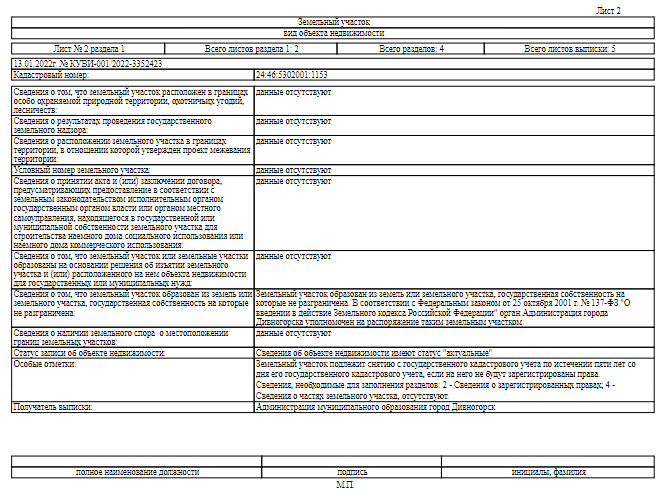 Лист 2
Земельный участок
вид объекта недвижимости
Лист № 2 раздела 1
Всего листов раздела 1: 2
Всего разделов: 4
Всего листов выписки: 5
13.01.2022г. № КУВИ-001/2022-3352423
Кадастровый номер:
24:46:5302001:1153
Сведения о том, что земельный участок расположен в границах
особо охраняемой природной территории, охотничьих угодий,
лесничеств:
данные отсутствуют
Сведения о результатах проведения государственного
земельного надзора:
данные отсутствуют
Сведения о расположении земельного участка в границах
территории, в отношении которой утвержден проект межевания
территории:
данные отсутствуют
Условный номер земельного участка:
данные отсутствуют
Сведения о принятии акта и (или) заключении договора,
предусматривающих предоставление в соответствии с
земельным законодательством исполнительным органом
государственным органом власти или органом местного
самоуправления, находящегося в государственной или
муниципальной собственности земельного участка для
строительства наемного дома социального использования или
наемного дома коммерческого использования:
данные отсутствуют
Сведения о том, что земельный участок или земельные участки
образованы на основании решения об изъятии земельного
участка и (или) расположенного на нем объекта недвижимости
для государственных или муниципальных нужд:
данные отсутствуют
Сведения о том, что земельный участок образован из земель или
земельного участка, государственная собственность на которые
не разграничена:
Земельный участок образован из земель или земельного участка, государственная собственность на
которые не разграничена. В соответствии с Федеральным законом от 25 октября 2001 г. № 137-ФЗ "О
введении в действие Земельного кодекса Российской Федерации" орган Администрация города
Дивногорска уполномочен на распоряжение таким земельным участком.
Сведения о наличии земельного спора о местоположении
границ земельных участков:
данные отсутствуют
Статус записи об объекте недвижимости:
Сведения об объекте недвижимости имеют статус "актуальные"
Особые отметки:
Земельный участок подлежит снятию с государственного кадастрового учета по истечении пяти лет со
дня его государственного кадастрового учета, если на него не будут зарегистрированы права.
Сведения, необходимые для заполнения разделов: 2 - Сведения о зарегистрированных правах; 4 -
Сведения о частях земельного участка, отсутствуют.
Получатель выписки:
Администрация муниципального образования город Дивногорск
полное наименование должности
подпись
инициалы, фамилия
М.П.